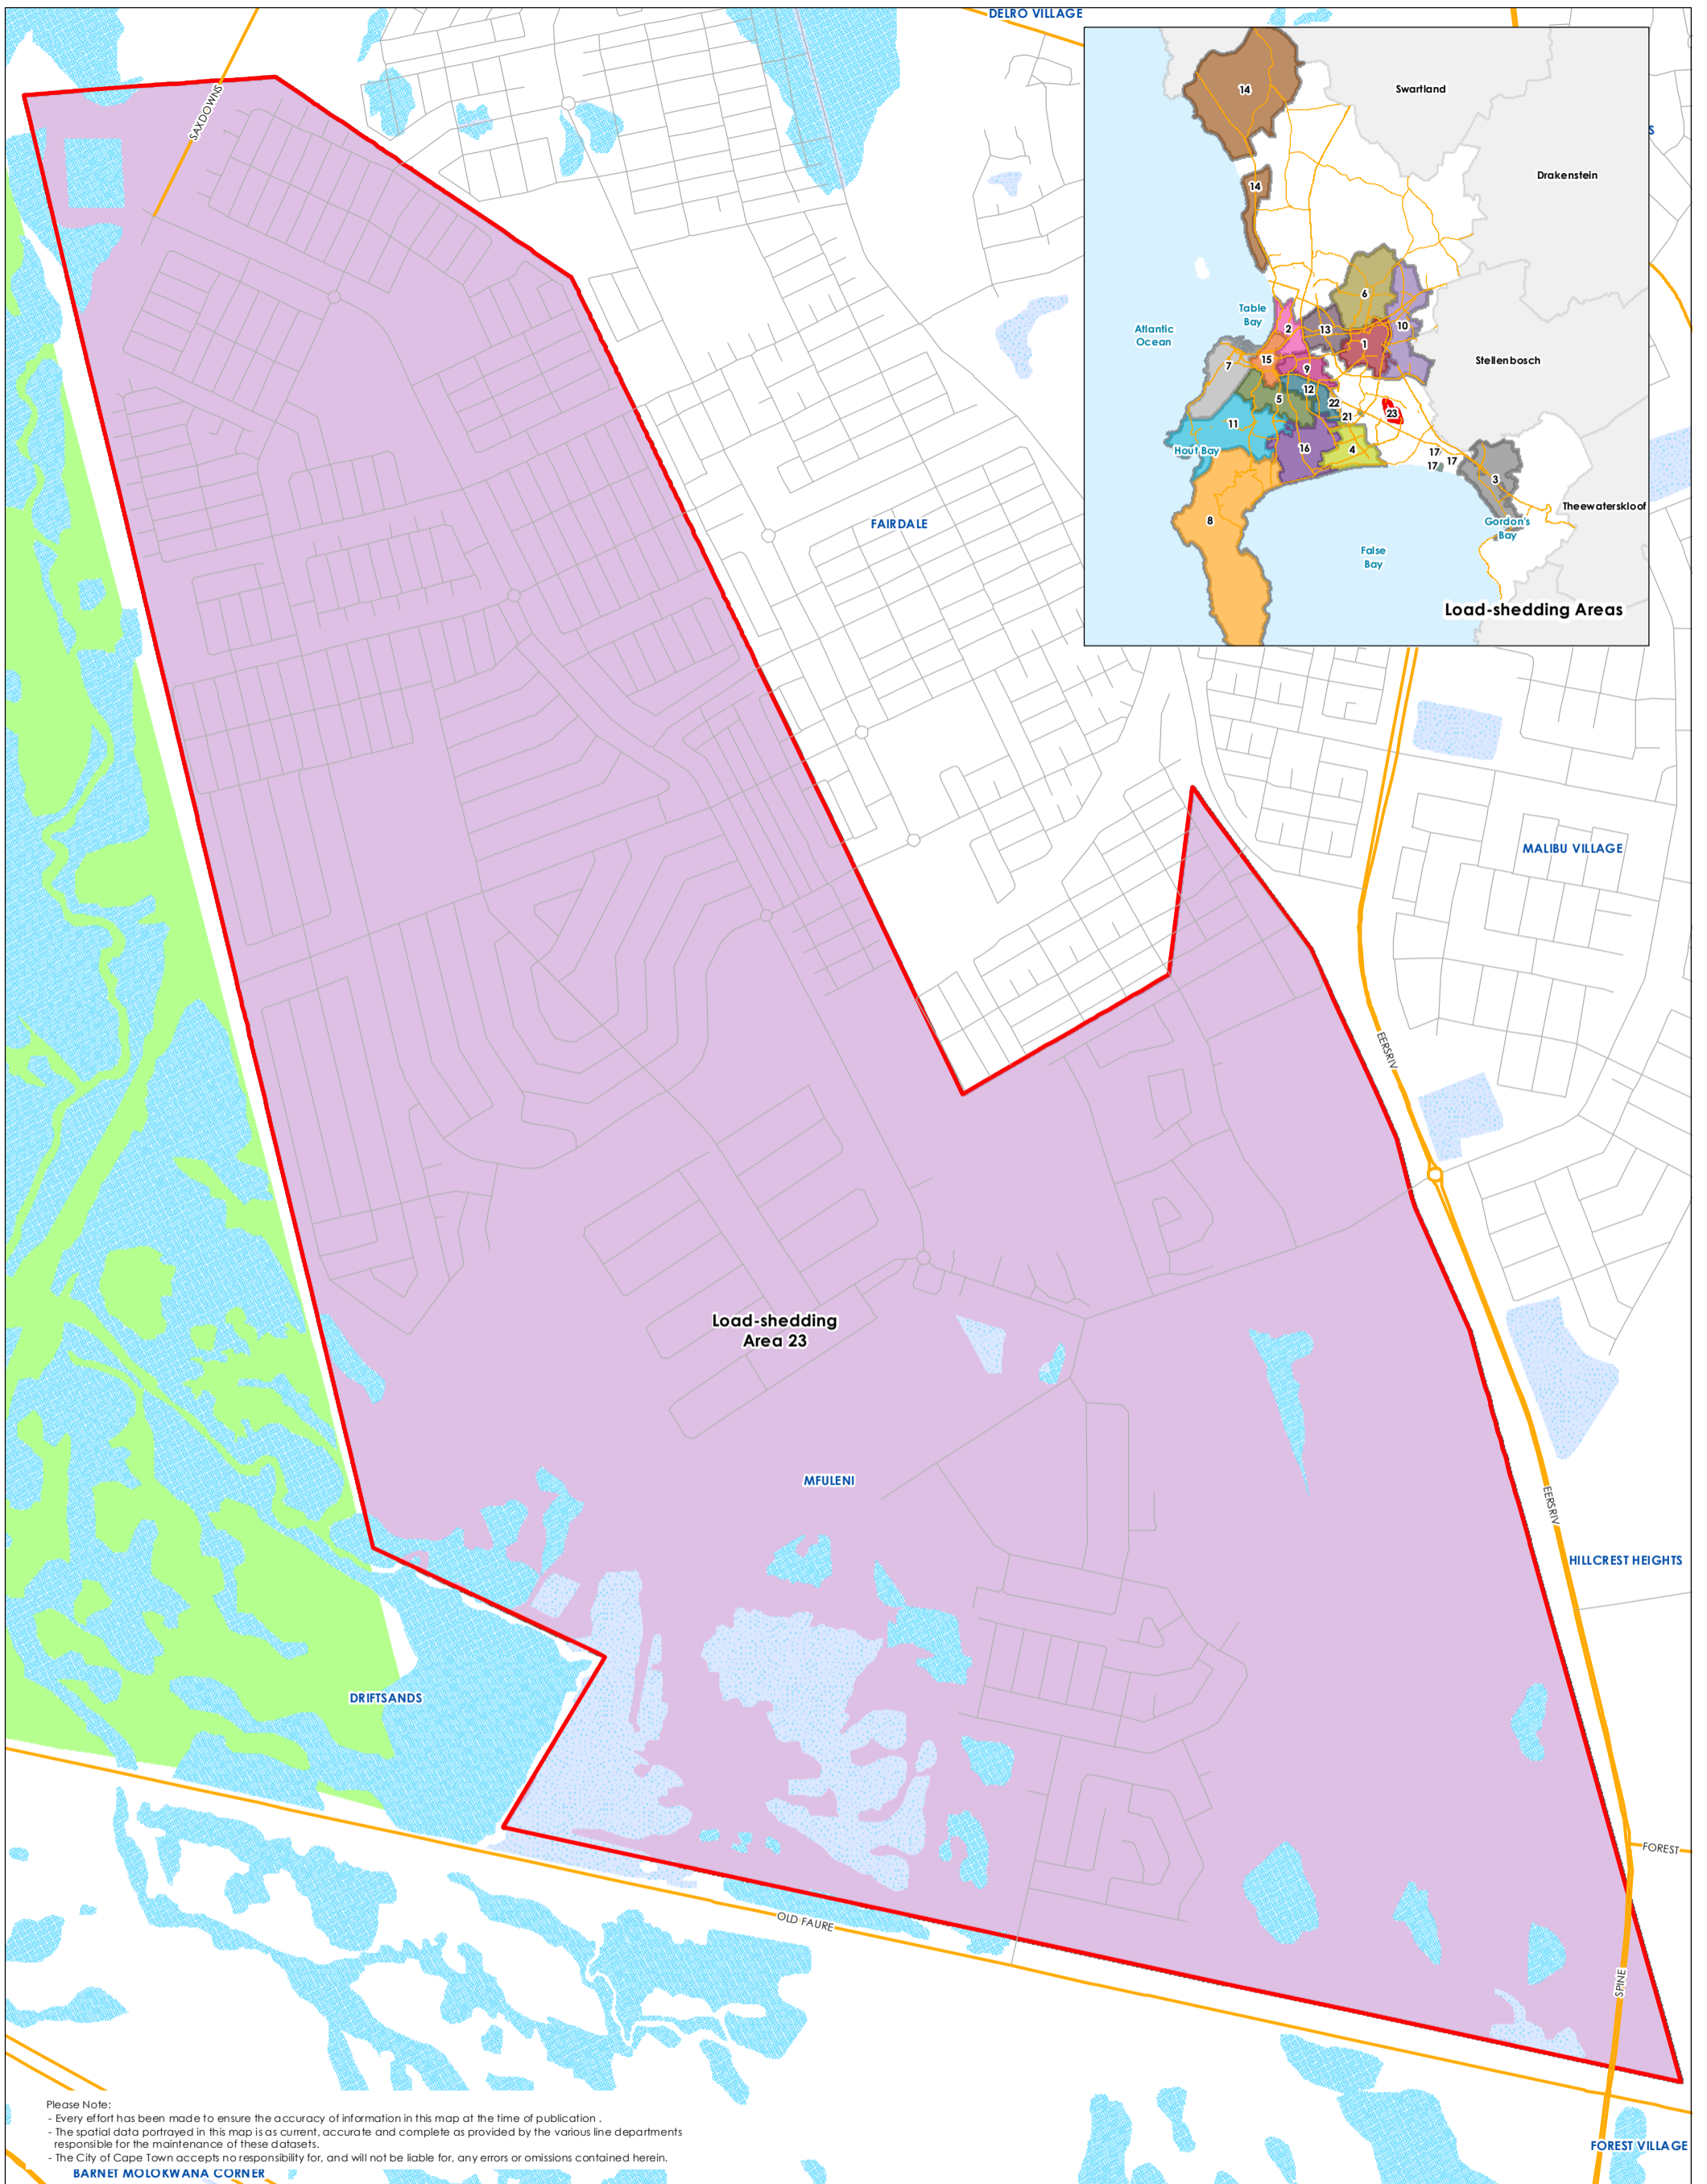 DELRO VILLAGE
SAXDOWNS
14
Swartland
S
14
Drakenstein
6
Table
Bay
2
13
10
Atlantic
Ocean
1
15
7
9
Stellenbosch
12
5
22
21
23
11
Hout Bay
16
4
17
17
17
3
8
Theewaterskloof
Gordon's
Bay
False
Bay
Load-shedding Areas
FAIRDALE
MALIBU VILLAGE
EERSRIV
Load-shedding
Area 23
MFULENI
EERSRIV
HILLCREST HEIGHTS
DRIFTSANDS
FOREST
OLD FAURE
SPINE
Please Note:
- Every effort has been made to ensure the accuracy of information in this map at the time of publication .
- The spatial data portrayed in this map is as current, accurate and complete as provided by the various line departments
responsible for the maintenance of these datasets.
- The City of Cape Town accepts no responsibility for, and will not be liable for, any errors or omissions contained herein.
FOREST VILLAGE
BARNET MOLOKWANA CORNER